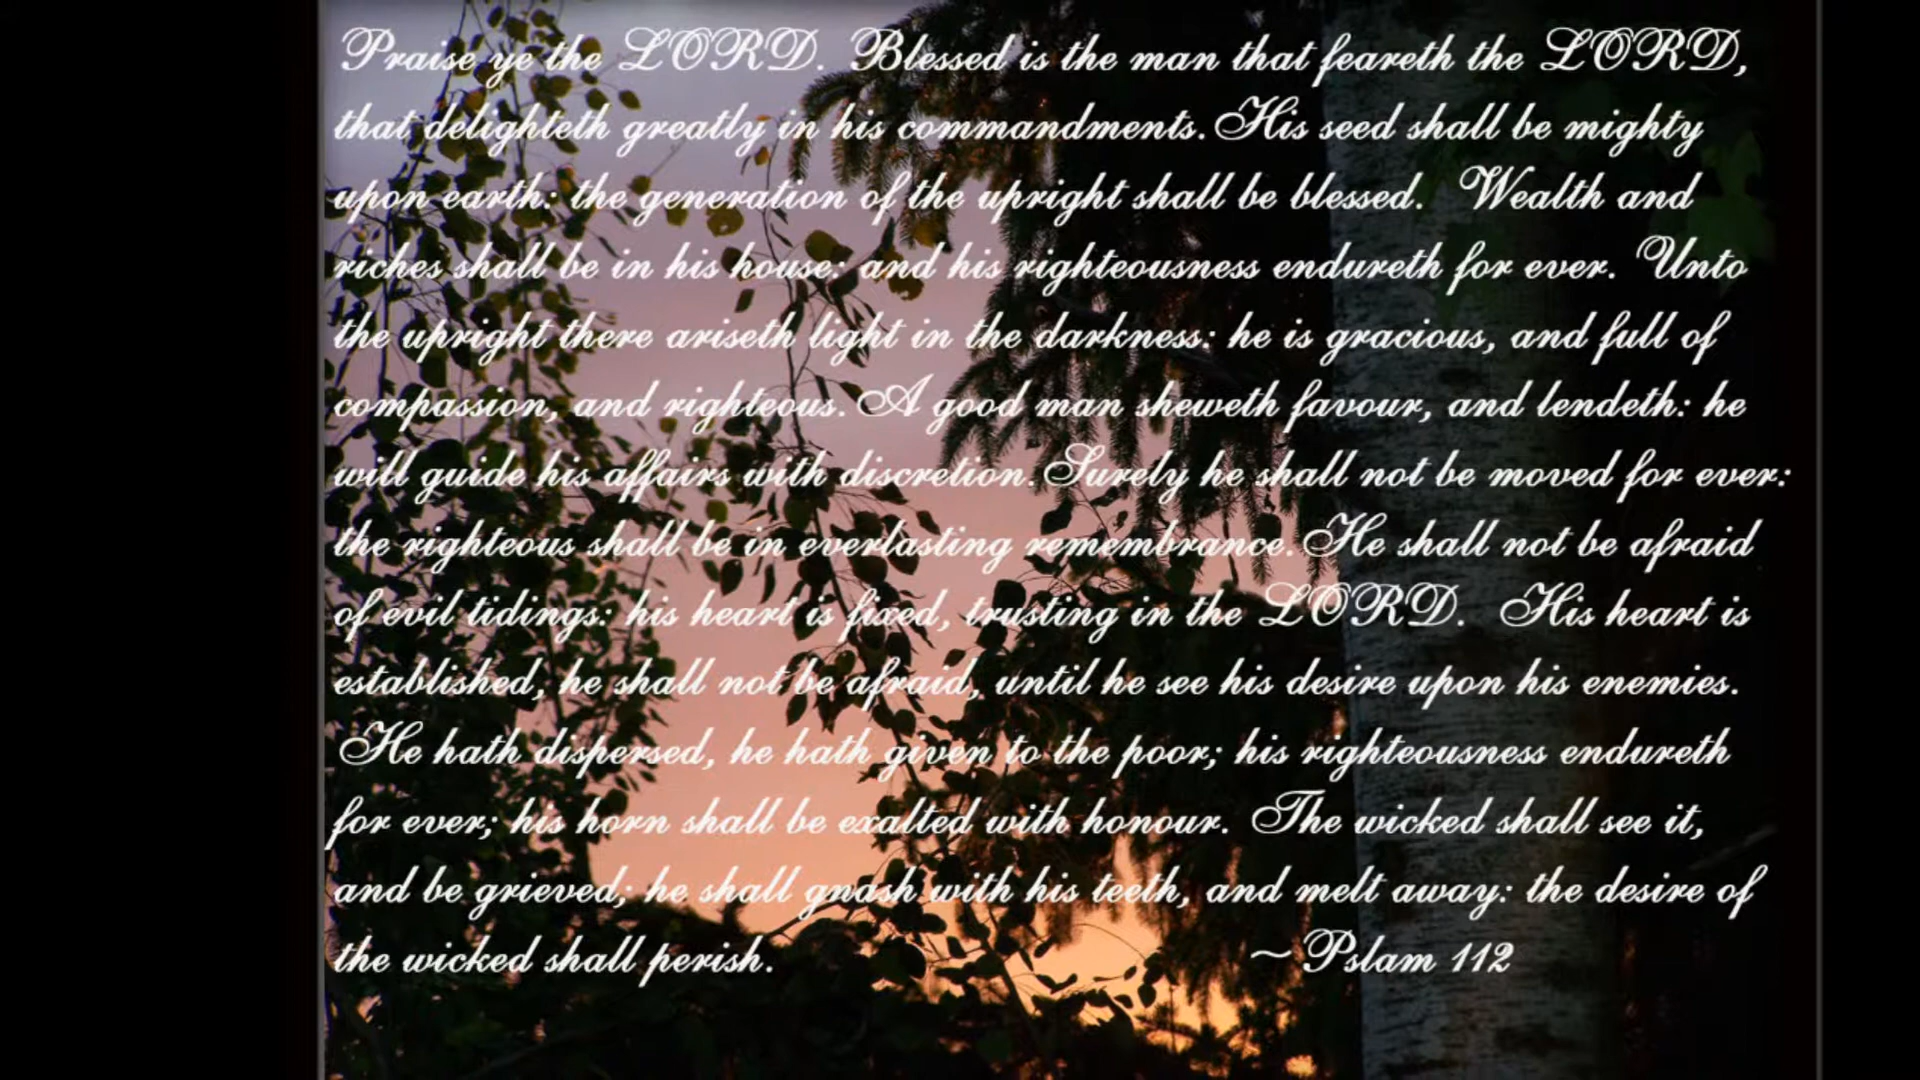 Praise ye the LORD. Blessed is the man that feareth the LORD,
that delighteth greatly in his commandments. His seed shall be mighty
upon earth: the generation of the upright shall be blessed. Wealth and
riches shall be in his house: and his righteousness endureth for ever. Unto
the upright there ariseth light in the darkness: he is gracious, and full of
compassion, and righteous. A good man sheweth favour, and lendeth: he
will guide his affairs with discretion. Surely he shall not be moved for ever:
the righteous shall be in everlasting remembrance. He shall not be afraid
of evil tidings: his heart is fixed, trusting in the LORD. His heart is
established, he shall not be afraid, until he see his desire upon his enemies.
He hath dispersed, he hath given to the poor; his righteousness endureth
for ever; his horn shall be exalted with honour. The wicked shall see it,
and be grieved; he shall gnash with his teeth, and melt away: the desire of
the wicked shall perish. ~ Pslam 112